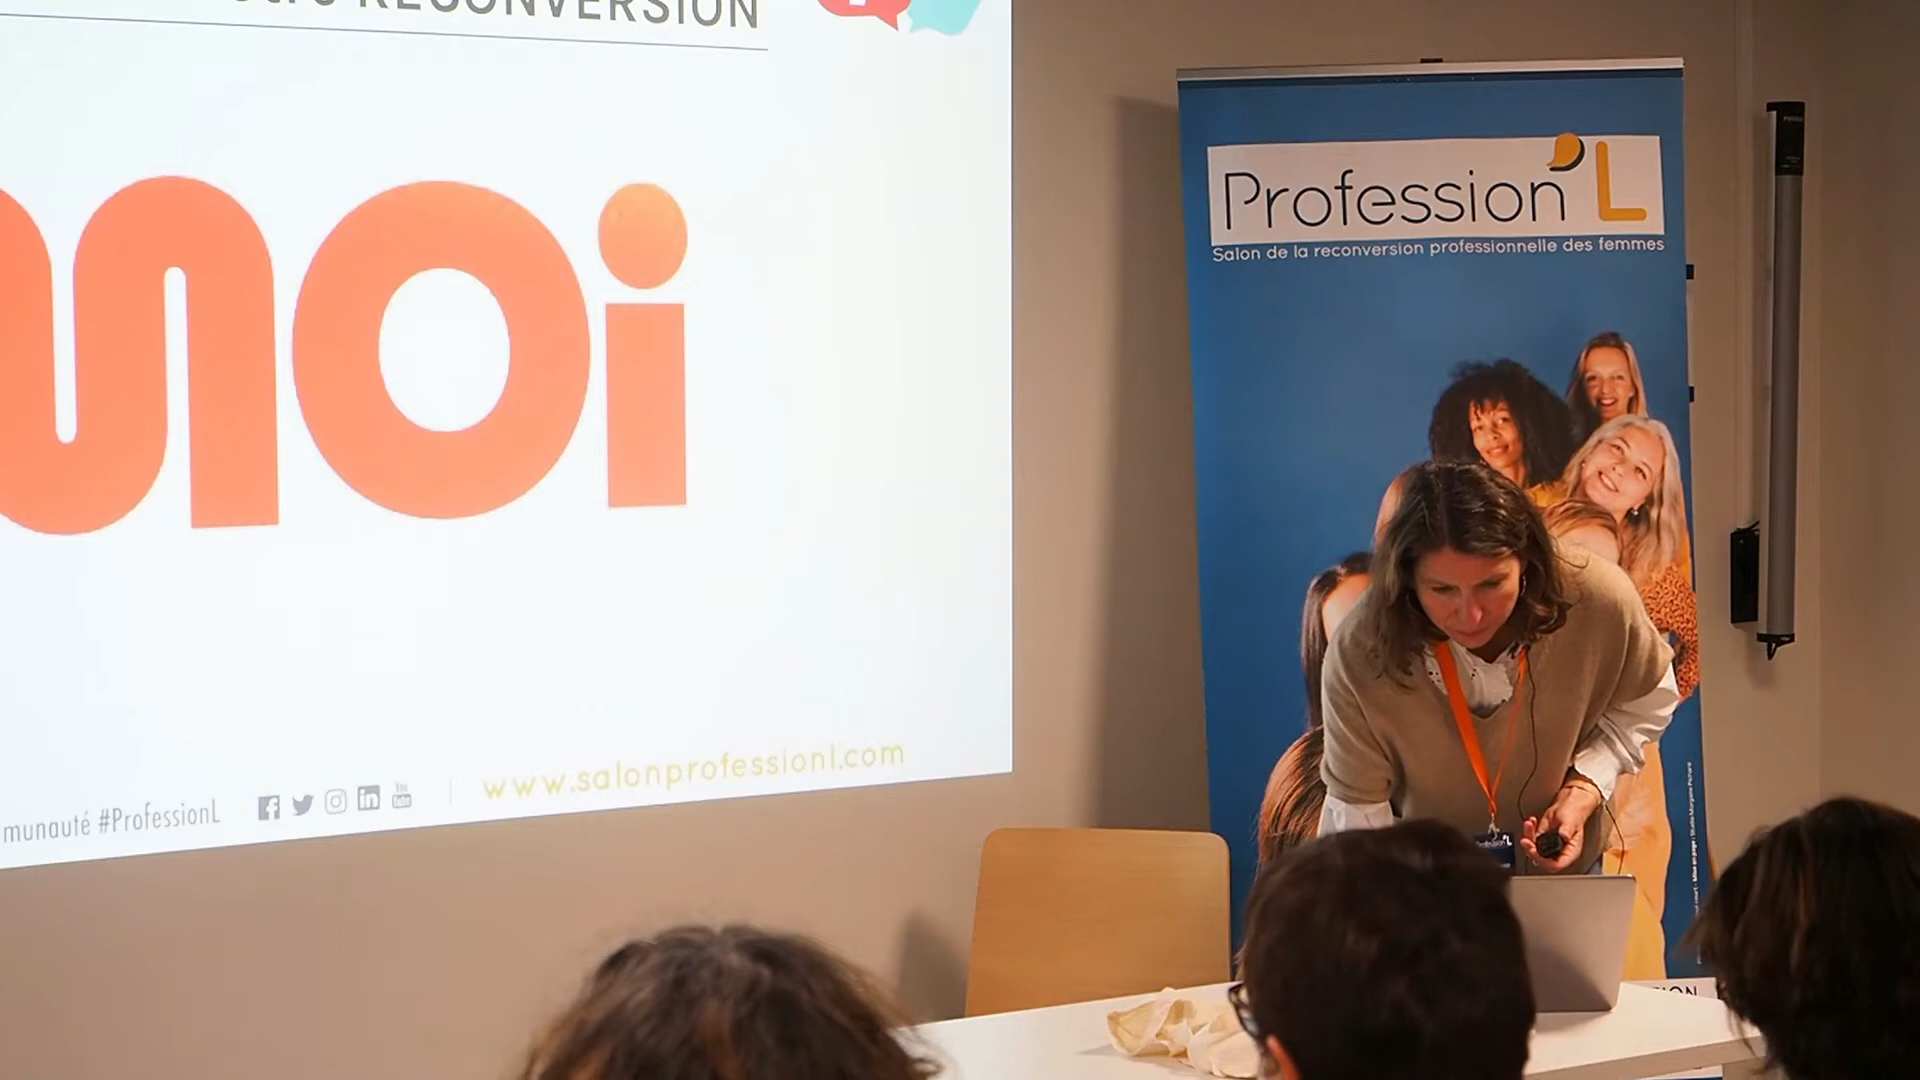 RECONVERSION
moi
munauté #ProfessionL
www.salonprofessionl.com
Profession'L
Salon de la reconversion professionnelle des femmes